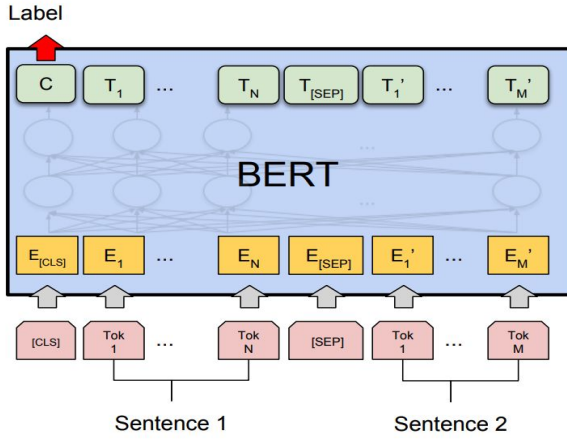 Label
C T1 ... TN T[SEP] T1' ... TM'
...
BERT
...
E[CLS] E1 ... EN E[SEP] E1' ... EM'
[CLS] Tok 1 ... Tok N [SEP] Tok 1 ... Tok M
Sentence 1 Sentence 2